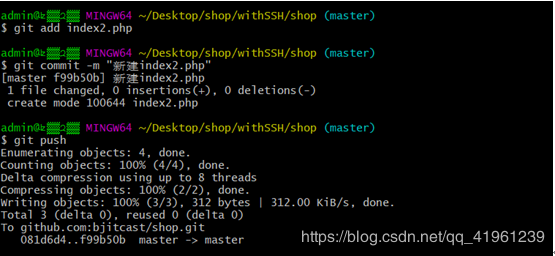 admin@ MINGW64 ~/Desktop/shop/withSSH/shop (master)
$ git add index2.php
admin@ MINGW64 ~/Desktop/shop/withSSH/shop (master)
$ git commit -m "新建index2.php"
[master f99b50b] 新建index2.php
1 file changed, 0 insertions(+), 0 deletions(-)
create mode 100644 index2.php
admin@ MINGW64 ~/Desktop/shop/withSSH/shop (master)
$ git push
Enumerating objects: 4, done.
Counting objects: 100% (4/4), done.
Delta compression using up to 8 threads
Compressing objects: 100% (2/2), done.
Writing objects: 100% (3/3), 312 bytes | 312.00 KiB/s, done.
Total 3 (delta 0), reused 0 (delta 0)
To github.com:bjitcast/shop.git
081d6d4..f99b50b  master -> master
https://blog.csdn.net/qq_41961239